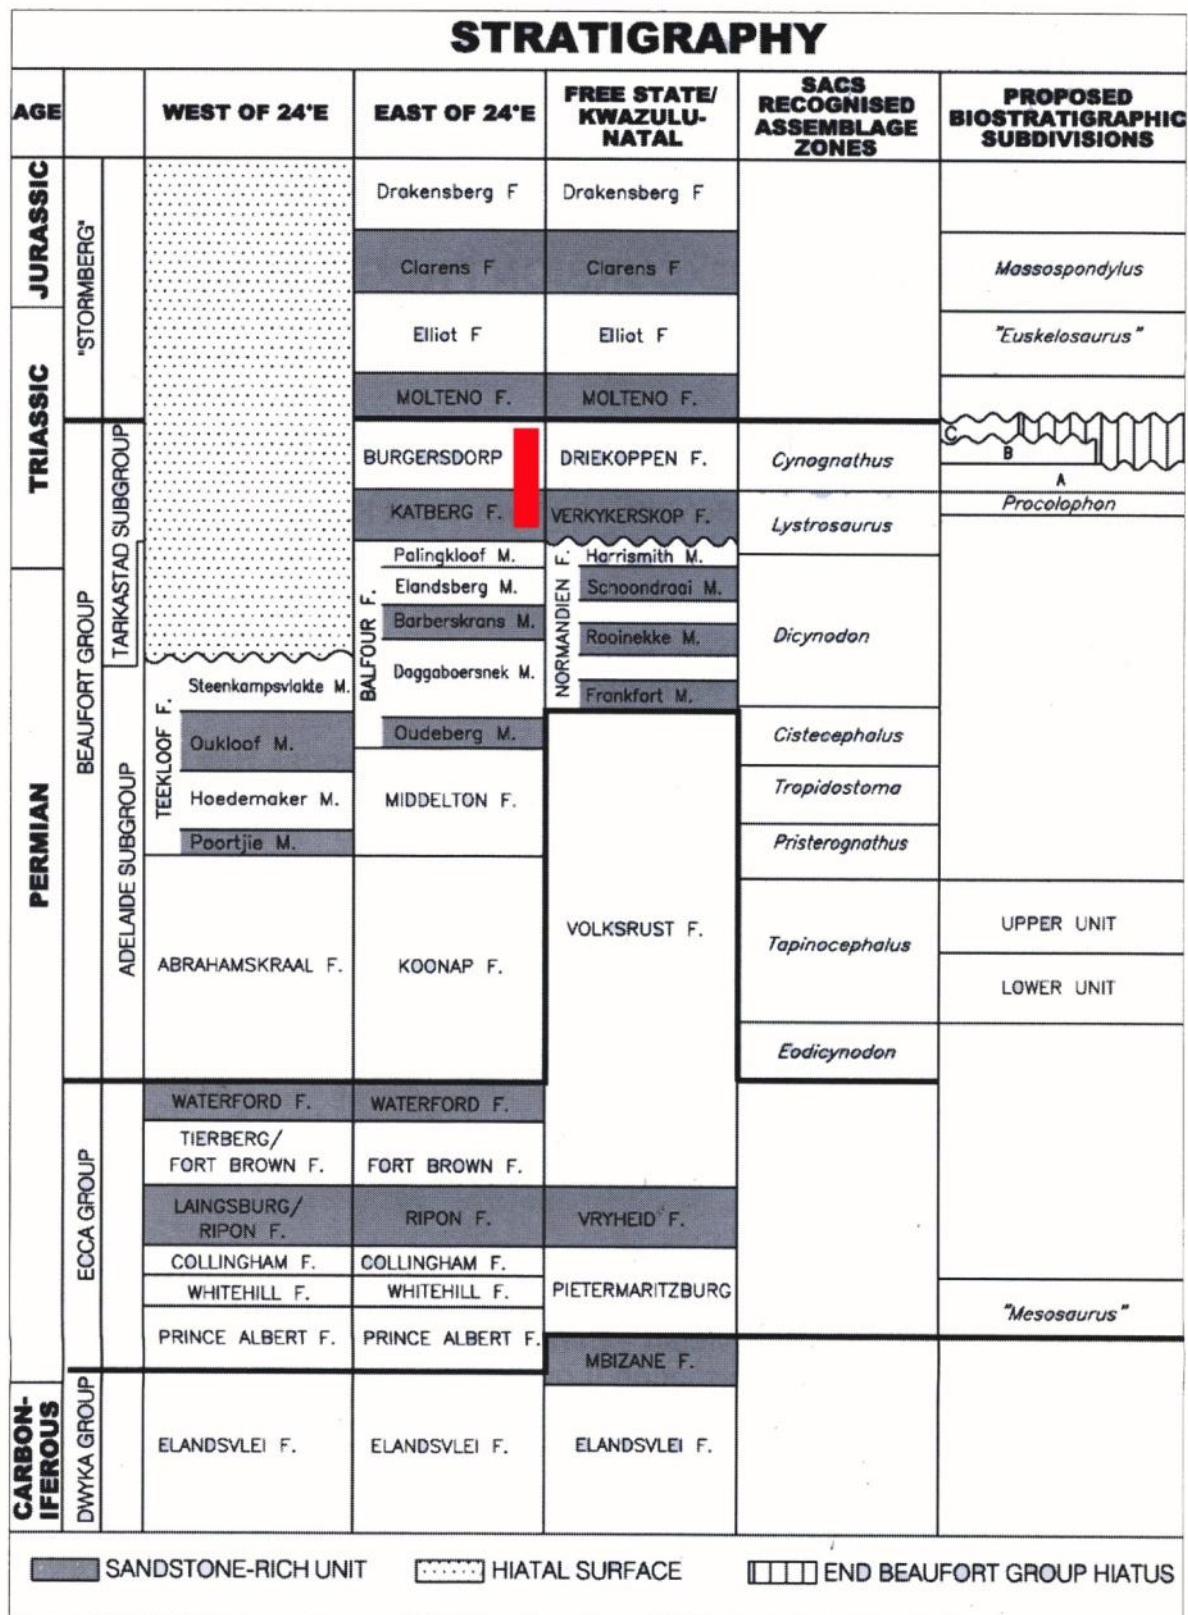 STRATIGRAPHY
AGE
WEST OF 24°E
EAST OF 24°E
FREE STATE/
KWAZULU-
NATAL
SACS
RECOGNISED
ASSEMBLAGE
ZONES
PROPOSED
BIOSTRATIGRAPHIC
SUBDIVISIONS
JURASSIC
TRIASSIC
PERMIAN
CARBON-
IFEROUS
"STORMBERG"
BEAUFORT GROUP
ECCA GROUP
DWYKA GROUP
TARKASTAD SUBGROUP
ADELAIDE SUBGROUP
TEEKLOOF F.
Steenkampsvlakte M.
Oukloof M.
Hoedemaker M.
Poortjie M.
ABRAHAMSKRAAL F.
WATERFORD F.
TIERBERG/
FORT BROWN F.
LAINGSBURG/
RIPON F.
COLLINGHAM F.
WHITEHILL F.
PRINCE ALBERT F.
ELANDSVLEI F.
Drakensberg F
Clarens F
Elliot F
MOLTENO F.
BURGERSDORP
KATBERG F.
BALFOUR F.
Palingkloof M.
Elandsberg M.
Barberskrans M.
Daggaboersnek M.
Oudeberg M.
MIDDELTON F.
KOONAP F.
WATERFORD F.
FORT BROWN F.
RIPON F.
COLLINGHAM F.
WHITEHILL F.
PRINCE ALBERT F.
ELANDSVLEI F.
Drakensberg F
Clarens F
Elliot F
MOLTENO F.
DRIEKOPPEN F.
VERKYKERSKOP F.
NORMANDIEN F.
Harrismith M.
Schoondraai M.
Rooinekke M.
Frankfort M.
VOLKSRUST F.
VRYHEID F.
PIETERMARITZBURG
MBIZANE F.
ELANDSVLEI F.
Cynognathus
Lystrosaurus
Dicynodon
Cistecephalus
Tropidostoma
Pristerognathus
Tapinocephalus
Eodicynodon
Massospondylus
"Euskelosaurus"
C
B
A
Procolophon
UPPER UNIT
LOWER UNIT
"Mesosaurus"
SANDSTONE-RICH UNIT
HIATAL SURFACE
END BEAUFORT GROUP HIATUS